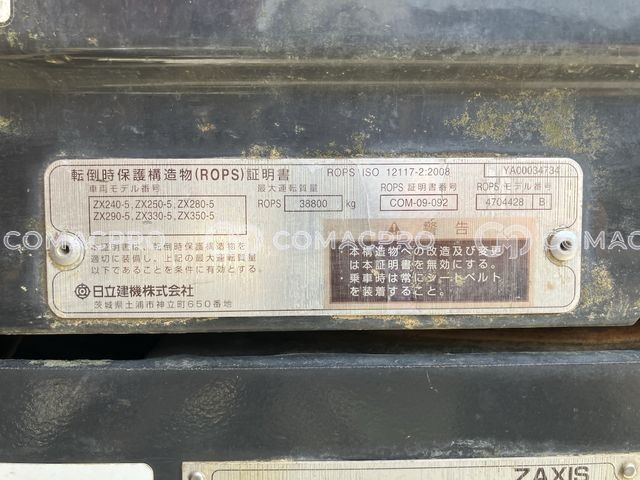 転倒時保護構造物(ROPS)証明書 ROPS ISO 12117-2:2008 YA00034734
車両モデル番号 最大運転質量 ROPS 証明書番号 ROPS モデル番号
ZX240-5, ZX250-5, ZX280-5 ROPS 38800 kg COM-09-092 4704428 B
ZX290-5, ZX330-5, ZX350-5
本証明書は、転倒時保護構造物を
適切に装備し、上記の最大運転質量
以下であることを条件に有効とする。
日立建機株式会社
茨城県土浦市神立町650番地
警告
・本構造物への改造及び変更
は本証明書を無効にする。
・乗車時は常にシートベルト
を装着すること。
COMACPRO COMACPRO COMACPRO
COMACPRO COMACPRO COMACPRO
ZAXIS